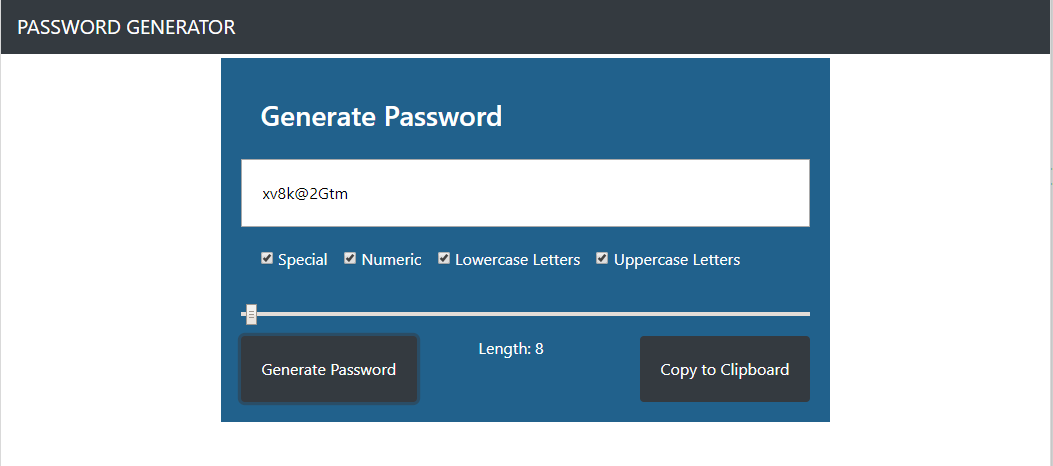 PASSWORD GENERATOR
Generate Password
xv8k@2Gtm
Special Numeric Lowercase Letters Uppercase Letters
Length: 8
Generate Password Copy to Clipboard